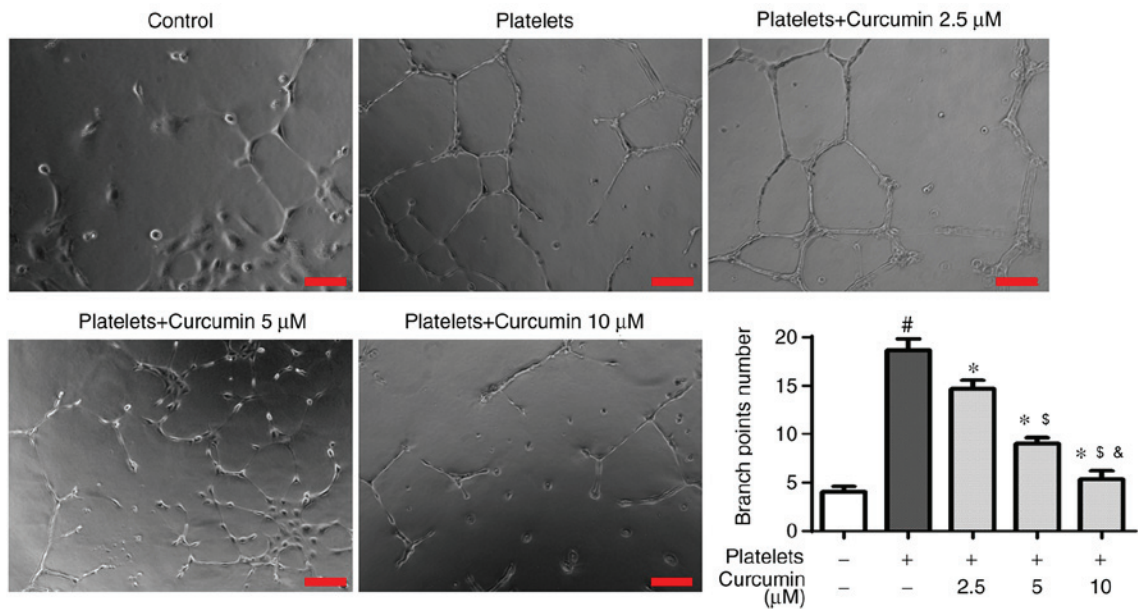 Control
Platelets
Platelets+Curcumin 2.5 μM
Platelets+Curcumin 5 μM
Platelets+Curcumin 10 μM
Branch points number
20
15
10
5
0
#
*
* $
* $ &
Platelets – + + + +
Curcumin (μM) – – 2.5 5 10